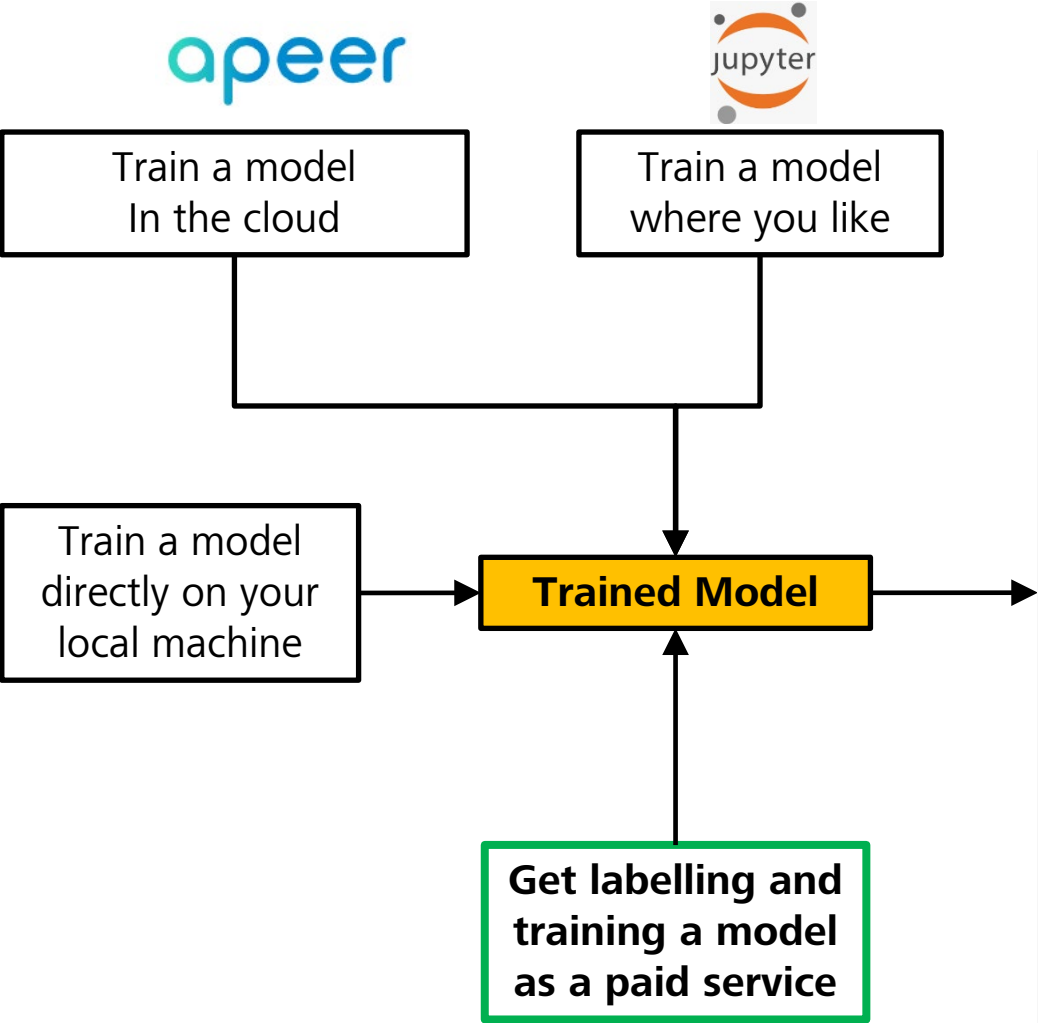 apeer
jupyter
Train a model
In the cloud
Train a model
where you like
Train a model
directly on your
local machine
Trained Model
Get labelling and
training a model
as a paid service